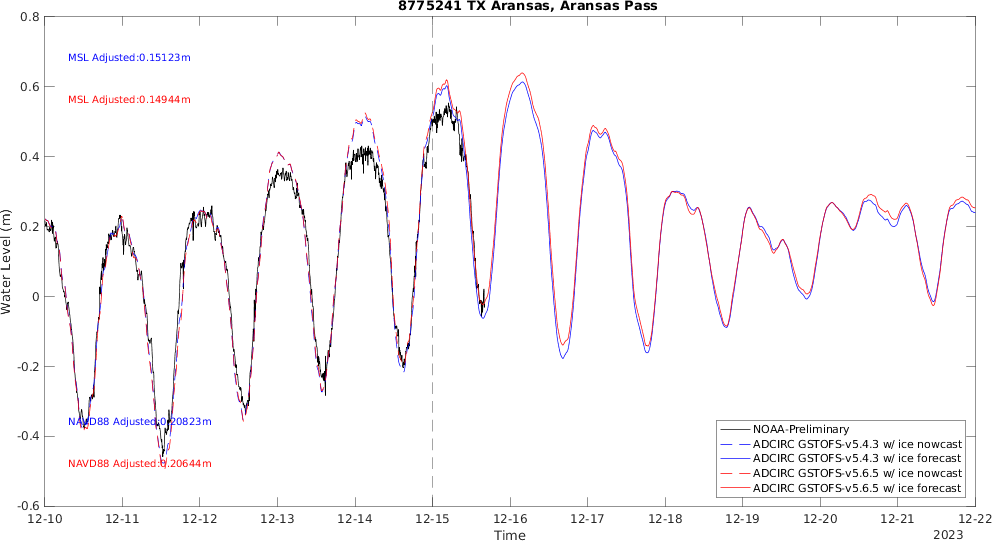 8775241 TX Aransas, Aransas Pass
0.8
0.6
0.4
0.2
0
-0.2
-0.4
-0.6
Water Level (m)
MSL Adjusted:0.15123m
MSL Adjusted:0.14944m
NAVD88 Adjusted:0.20823m
NAVD88 Adjusted:0.20644m
NOAA-Preliminary
ADCIRC GSTOFS-v5.4.3 w/ ice nowcast
ADCIRC GSTOFS-v5.4.3 w/ ice forecast
ADCIRC GSTOFS-v5.6.5 w/ ice nowcast
ADCIRC GSTOFS-v5.6.5 w/ ice forecast
12-10 12-11 12-12 12-13 12-14 12-15 12-16 12-17 12-18 12-19 12-20 12-21 12-22
Time
2023